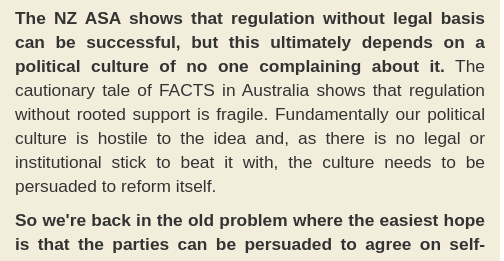 The NZ ASA shows that regulation without legal basis
can be successful, but this ultimately depends on a
political culture of no one complaining about it. The
cautionary tale of FACTS in Australia shows that regulation
without rooted support is fragile. Fundamentally our political
culture is hostile to the idea and, as there is no legal or
institutional stick to beat it with, the culture needs to be
persuaded to reform itself.
So we're back in the old problem where the easiest hope
is that the parties can be persuaded to agree on self-